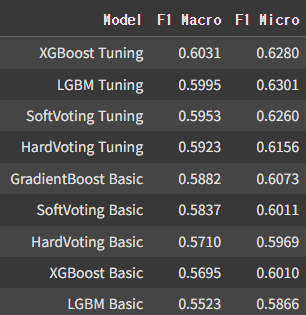 Model F1 Macro F1 Micro
XGBoost Tuning 0.6031 0.6280
LGBM Tuning 0.5995 0.6301
SoftVoting Tuning 0.5953 0.6260
HardVoting Tuning 0.5923 0.6156
GradientBoost Basic 0.5882 0.6073
SoftVoting Basic 0.5837 0.6011
HardVoting Basic 0.5710 0.5969
XGBoost Basic 0.5695 0.6010
LGBM Basic 0.5523 0.5866